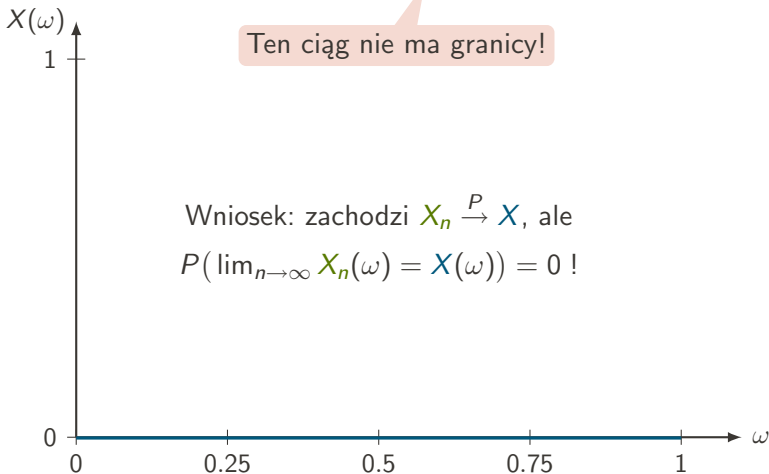 X(ω)
Ten ciąg nie ma granicy!
1
Wniosek: zachodzi Xₙ →ᴾ X, ale
P(limₙ→∞ Xₙ(ω) = X(ω)) = 0 !
0
ω
0 0.25 0.5 0.75 1